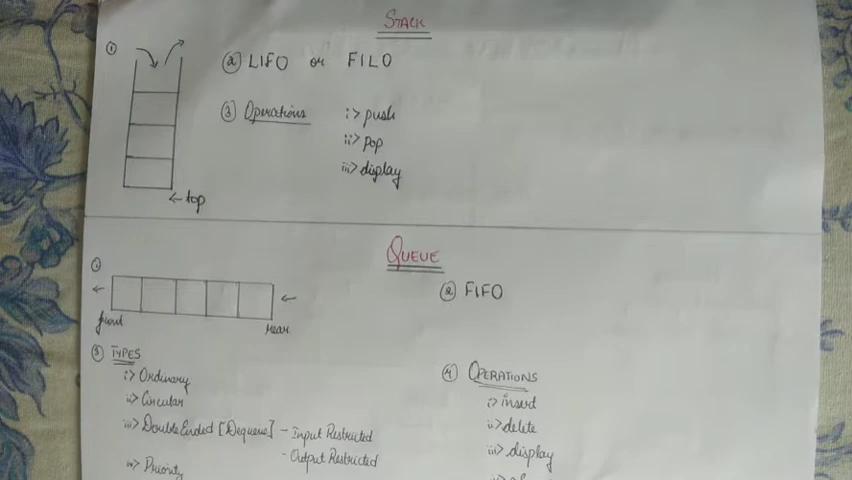 STACK
①
② LIFO or FILO
③ Operations i> push
ii> pop
iii> display
← top
QUEUE
①
② FIFO
← ←
front rear
③ TYPES
i> Ordinary
ii> Circular
iii> Double Ended [Dequeue] - Input Restricted
- Output Restricted
iv> Priority
④ OPERATIONS
i> insert
ii> delete
iii> display